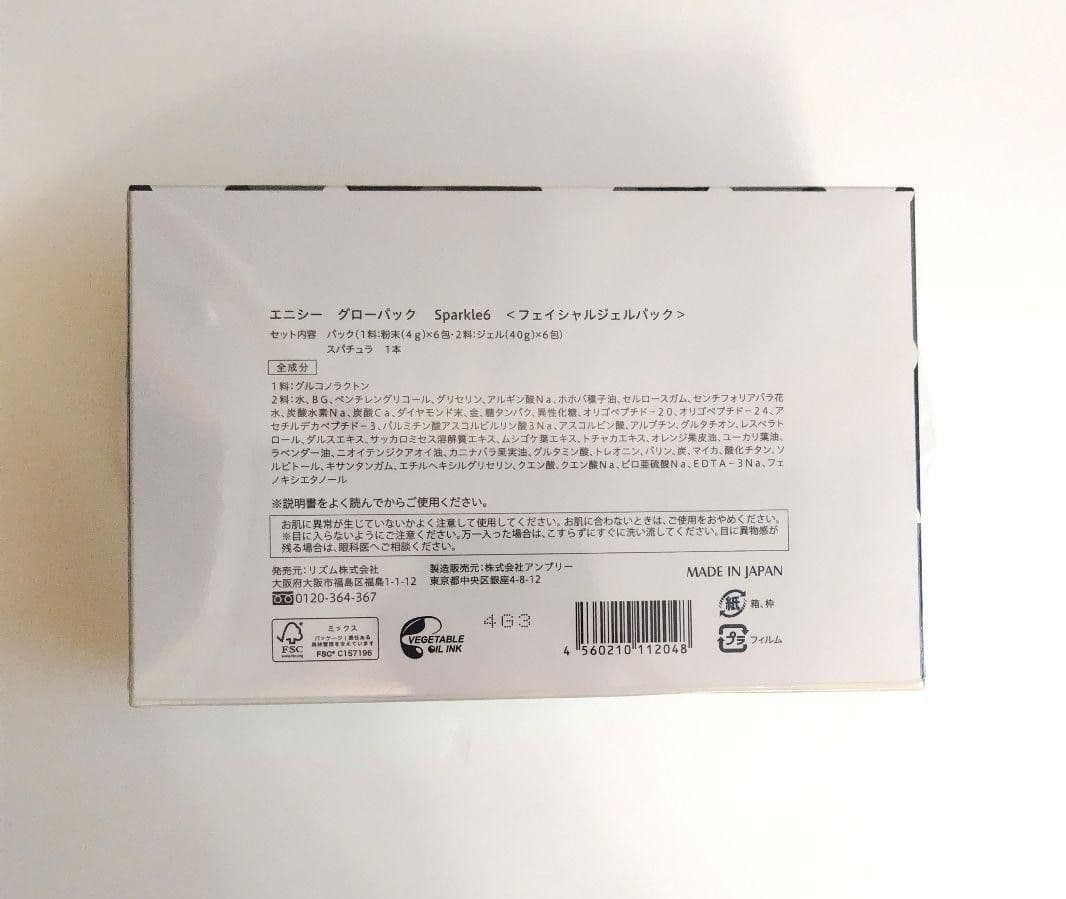 エニシー　グローパック　Sparkle6　＜フェイシャルジェルパック＞
セット内容　パック(1料:粉末(4g)×6包・2料:ジェル(40g)×6包)
スパチュラ　1本
全成分
1料:グルコノラクトン
2料:水、BG、ペンチレングリコール、グリセリン、アルギン酸Na、ホホバ種子油、セルロースガム、センチフォリアバラ花
水、炭酸水素Na、炭酸Ca、ダイヤモンド末、金、糖タンパク、異性化糖、オリゴペプチド-20、オリゴペプチド-24、ア
セチルデカペプチド-3、パルミチン酸アスコルビルリン酸3Na、アスコルビン酸、アルブチン、グルタチオン、レスベラト
ロール、ダルスエキス、サッカロミセス溶解質エキス、ムシゴケ葉エキス、トチャカエキス、オレンジ果皮油、ユーカリ葉油、
ラベンダー油、ニオイテンジクアオイ油、カニナバラ果実油、グルタミン酸、トレオニン、バリン、炭、マイカ、酸化チタン、ソ
ルビトール、キサンタンガム、エチルヘキシルグリセリン、クエン酸、クエン酸Na、ピロ亜硫酸Na、EDTA-3Na、フェ
ノキシエタノール
※説明書をよく読んでからご使用ください。
お肌に異常が生じていないかよく注意して使用してください。お肌に合わないときは、ご使用をおやめください。
※目に入らないようにご注意ください。万一入った場合は、こすらずにすぐに洗い流してください。目に異物感が
残る場合は、眼科医へご相談ください。
発売元:リズム株式会社
大阪府大阪市福島区福島1-1-12
0120-364-367
製造販売元:株式会社アンプリー
東京都中央区銀座4-8-12
MADE IN JAPAN
紙 箱、枠
プラ フィルム
FSC
www.fsc.org
ミックス
パッケージ | 責任ある
森林管理を支えています
FSC® C157196
VEGETABLE
OIL INK
4G3
4 560210 112048